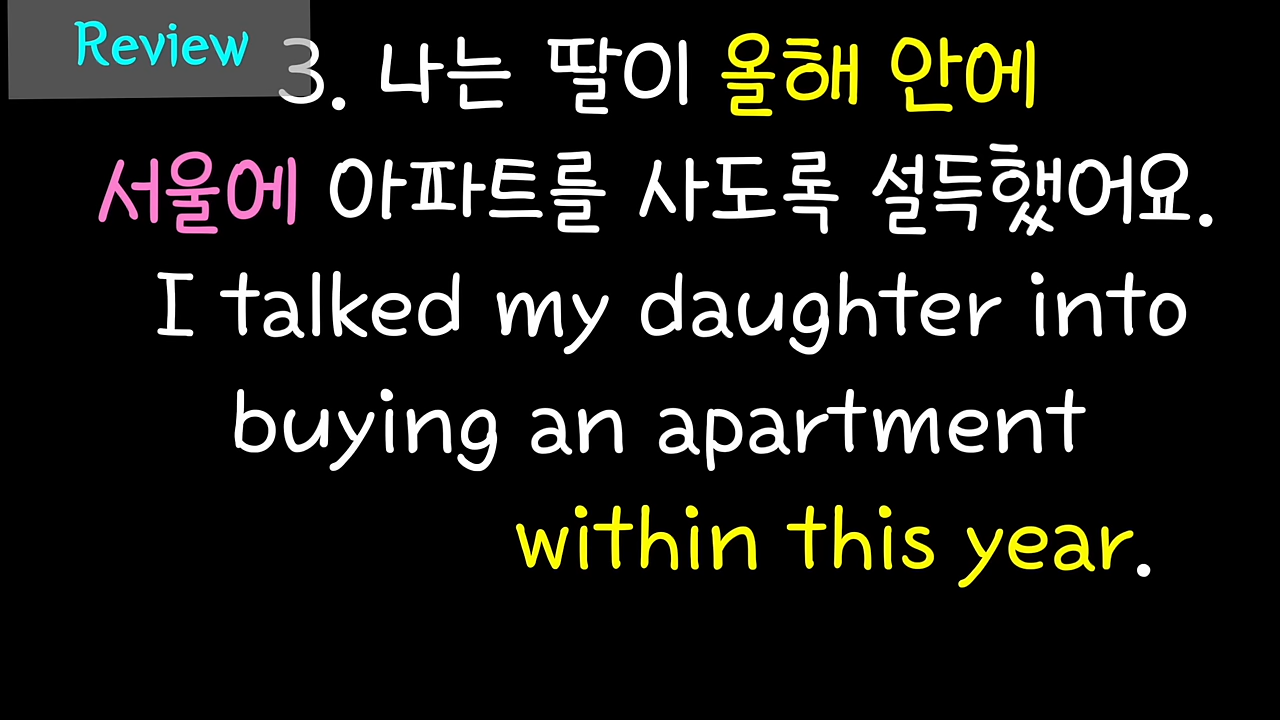 Review
3. 나는 딸이 올해 안에
서울에 아파트를 사도록 설득했어요.
I talked my daughter into
buying an apartment
within this year.